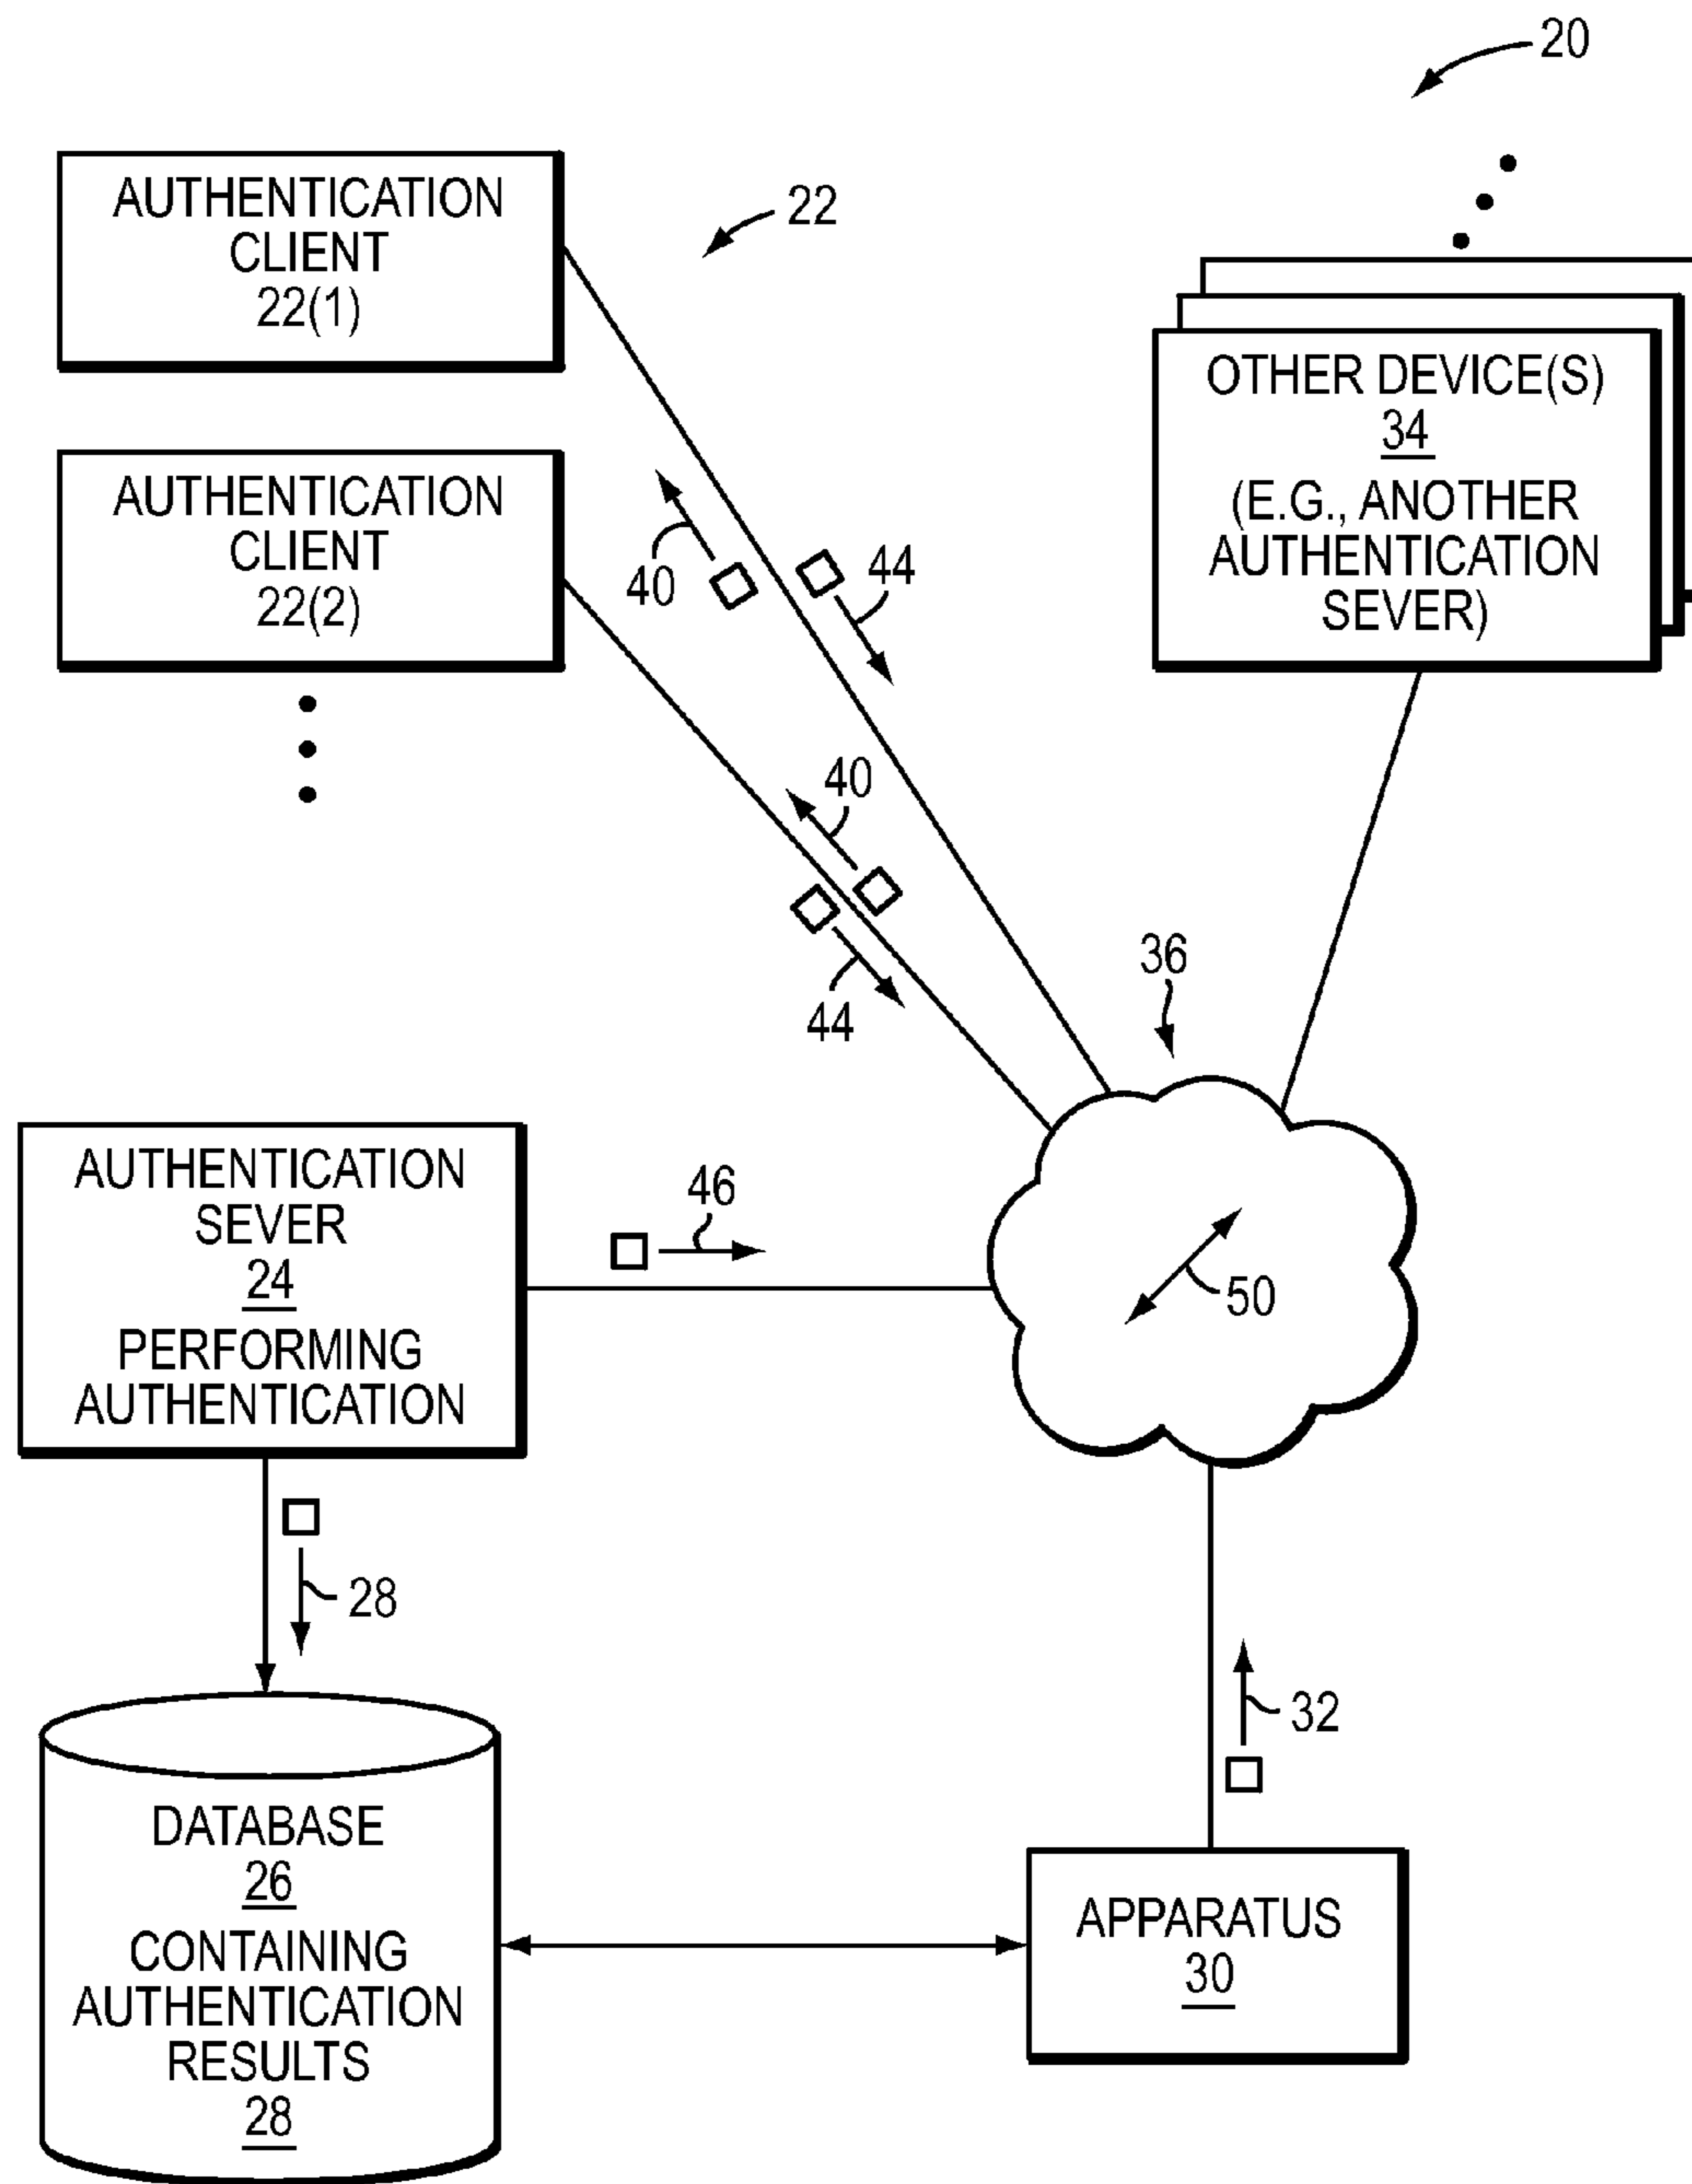 20
AUTHENTICATION
CLIENT
22(1)
22
OTHER DEVICE(S)
34
(E.G., ANOTHER
AUTHENTICATION
SEVER)
AUTHENTICATION
CLIENT
22(2)
40
44
40
44
36
AUTHENTICATION
SEVER
24
PERFORMING
AUTHENTICATION
46
50
28
32
DATABASE
26
CONTAINING
AUTHENTICATION
RESULTS
28
APPARATUS
30